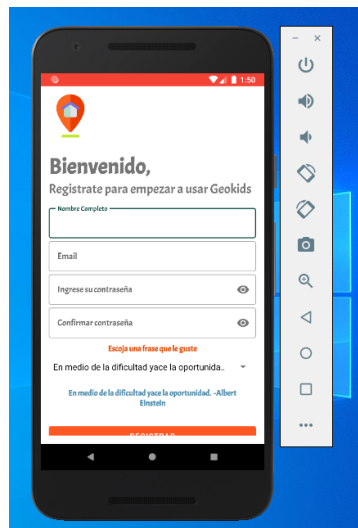 1:50
Bienvenido,
Registrate para empezar a usar Geokids
Nombre Completo
Email
Ingrese su contraseña
Confirmar contraseña
Escoja una frase que le guste
En medio de la dificultad yace la oportunida..
En medio de la dificultad yace la oportunidad. -Albert
Einstein
REGISTRAR